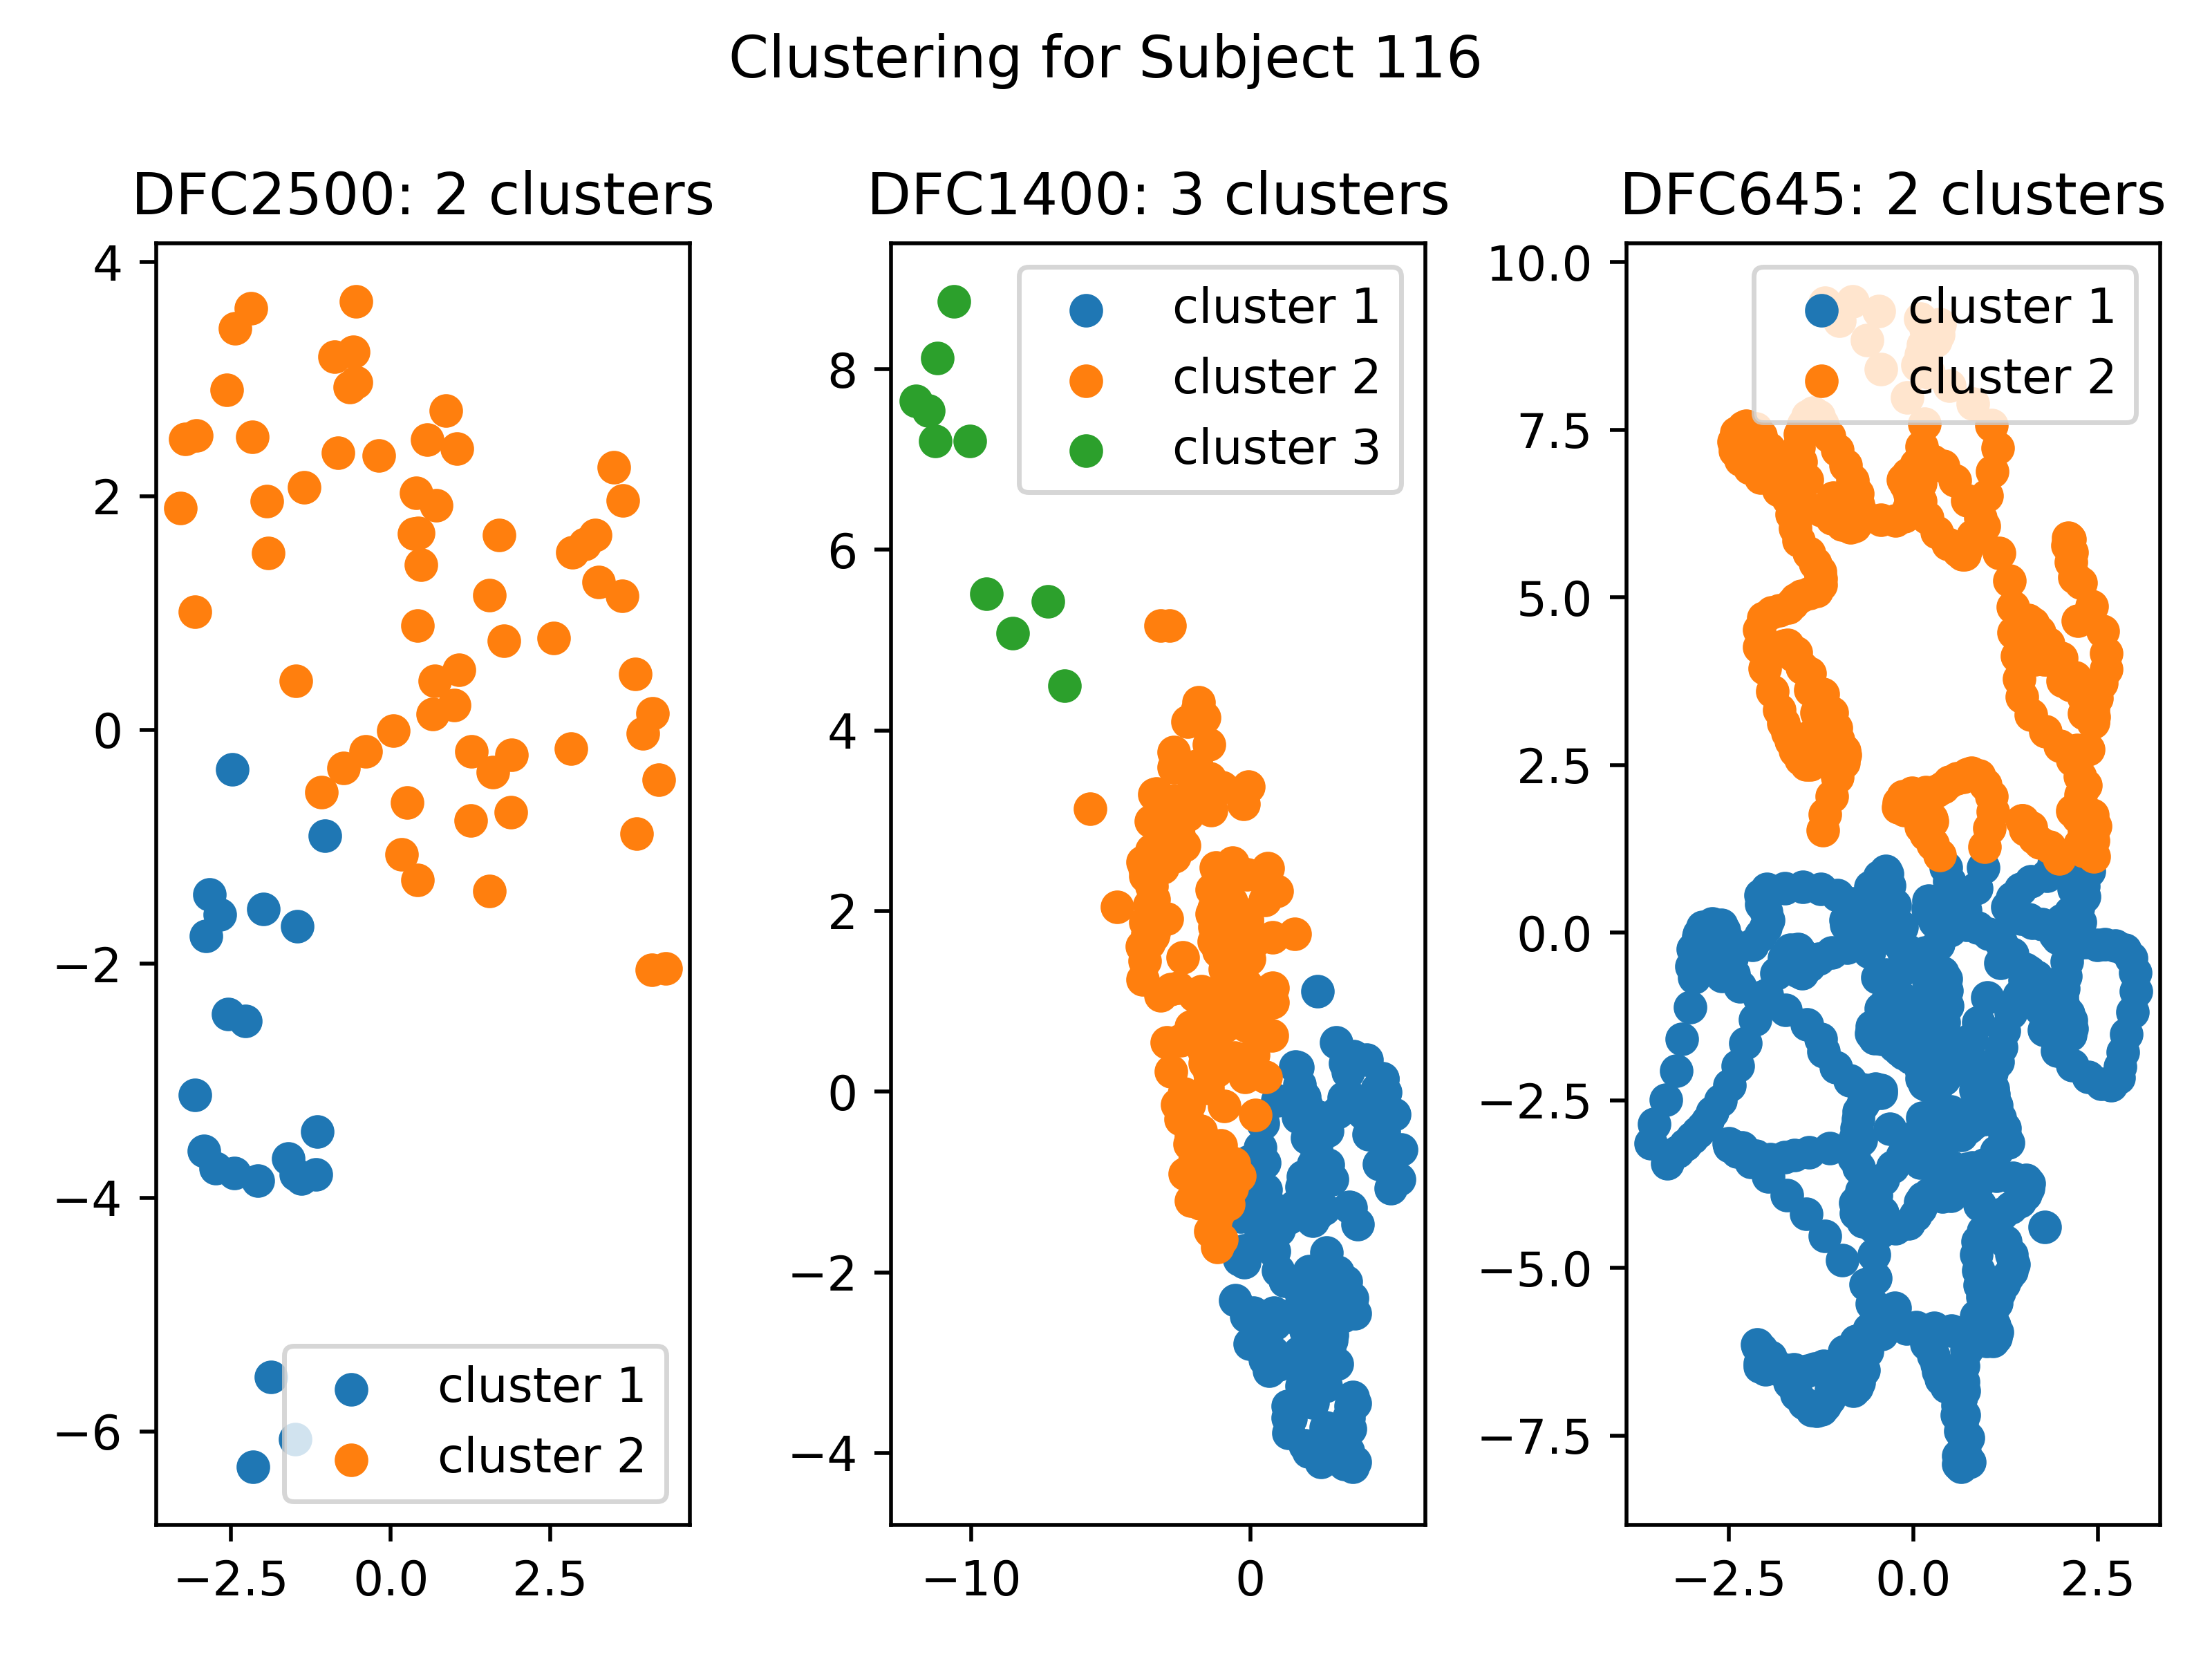 Clustering for Subject 116
DFC2500: 2 clusters
4
2
0
−2
−4
−6
−2.5 0.0 2.5
cluster 1
cluster 2
DFC1400: 3 clusters
8
6
4
2
0
−2
−4
−10 0
cluster 1
cluster 2
cluster 3
DFC645: 2 clusters
10.0
7.5
5.0
2.5
0.0
−2.5
−5.0
−7.5
−2.5 0.0 2.5
cluster 1
cluster 2